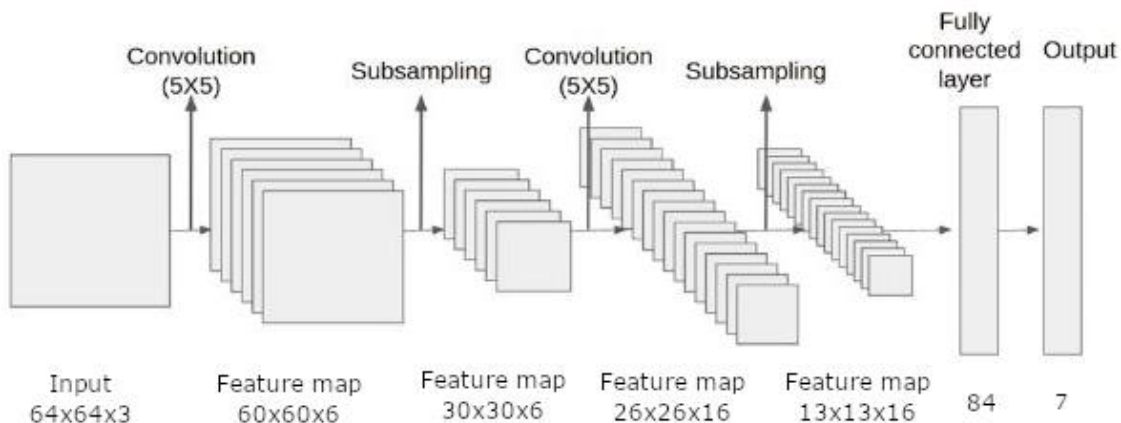 Convolution
(5X5)
Subsampling
Convolution
(5X5)
Subsampling
Fully
connected
layer
Output
Input
64x64x3
Feature map
60x60x6
Feature map
30x30x6
Feature map
26x26x16
Feature map
13x13x16
84
7